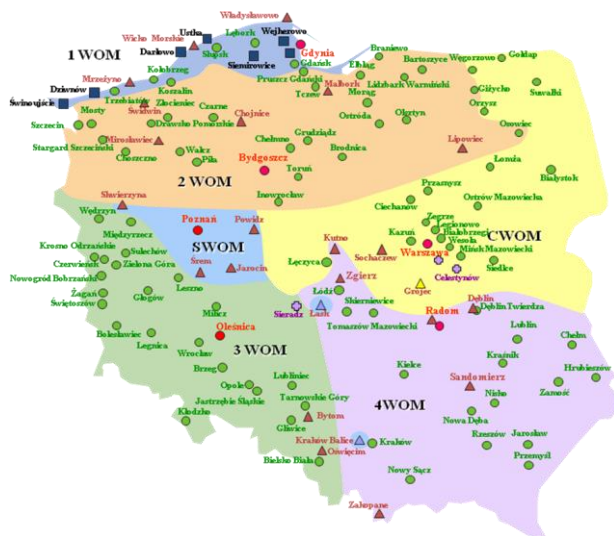 Władysławowo
Ustka
Wejherowo
Lębork
Wicho Morskie
Gdynia
1 WOM
Darłowo
Słupsk
Siemirowice
Gdańsk
Braniewo
Bartoszyce
Węgorzewo
Gołdap
Dziwnów
Mrzeżyno
Kołobrzeg
Koszalin
Pruszcz Gdański
Elbląg
Lidzbark Warmiński
Giżycko
Suwałki
Świnoujście
Trzebiatów
Tczew
Malbork
Morąg
Orzysz
Świdwin
Złocieniec
Czarne
Chojnice
Ostróda
Olsztyn
Mosty
Szczecin
Drawsko Pomorskie
Chełmno
Grudziądz
Stargard Szczeciński
Mirosławiec
Wałcz
Brodnica
Lipowiec
Choszczno
Piła
Bydgoszcz
Toruń
Łomża
Białystok
2 WOM
Inowrocław
Przasnysz
Ostrów Mazowiecka
Skwierzyna
Ciechanów
Wędrzyn
Międzyrzecz
Poznań
Powidz
Zegrze
Legionowo
Białobrzegi
CWOM
Krosno Odrzańskie
Sulechów
SWOM
Kutno
Kazuń
Wesoła
Warszawa
Mińsk Mazowiecki
Czerwieńsk
Zielona Góra
Śrem
Jarocin
Łęczyca
Sochaczew
Siedlce
Nowogród Bobrzański
Leszno
Zgierz
Celestynów
Żagań
Głogów
Łódź
Grójec
Świętoszów
Milicz
Sieradz
Łask
Skierniewice
Dęblin
Dęblin Twierdza
Tomaszów Mazowiecki
Radom
Bolesławiec
Legnica
Oleśnica
Lublin
Chełm
Wrocław
3 WOM
Brzeg
Kielce
Kraśnik
Hrubieszów
Opole
Lubliniec
Sandomierz
Zamość
Jastrzębie Śląskie
Tarnowskie Góry
4WOM
Nisko
Kłodzko
Bytom
Nowa Dęba
Gliwice
Kraków Balice
Kraków
Rzeszów
Jarosław
Oświęcim
Przemyśl
Bielsko Biała
Nowy Sącz
Zakopane